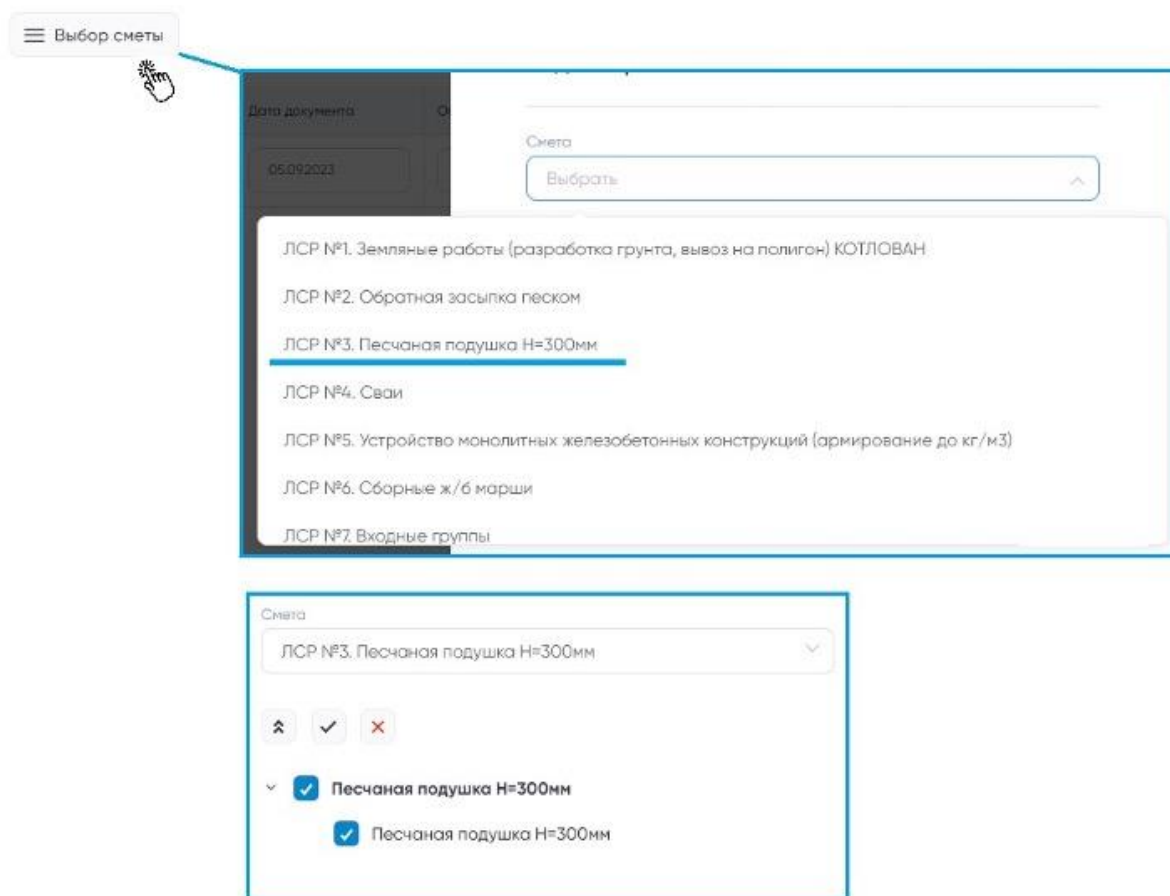 Выбор сметы
Дата документа
05.09.2023
Смета
Выбрать
ЛСР №1. Земляные работы (разработка грунта, вывоз на полигон) КОТЛОВАН
ЛСР №2. Обратная засыпка песком
ЛСР №3. Песчаная подушка Н=300мм
ЛСР №4. Сваи
ЛСР №5. Устройство монолитных железобетонных конструкций (армирование до кг/м3)
ЛСР №6. Сборные ж/б марши
ЛСР №7. Входные группы
Смета
ЛСР №3. Песчаная подушка Н=300мм
Песчаная подушка Н=300мм
Песчаная подушка Н=300мм